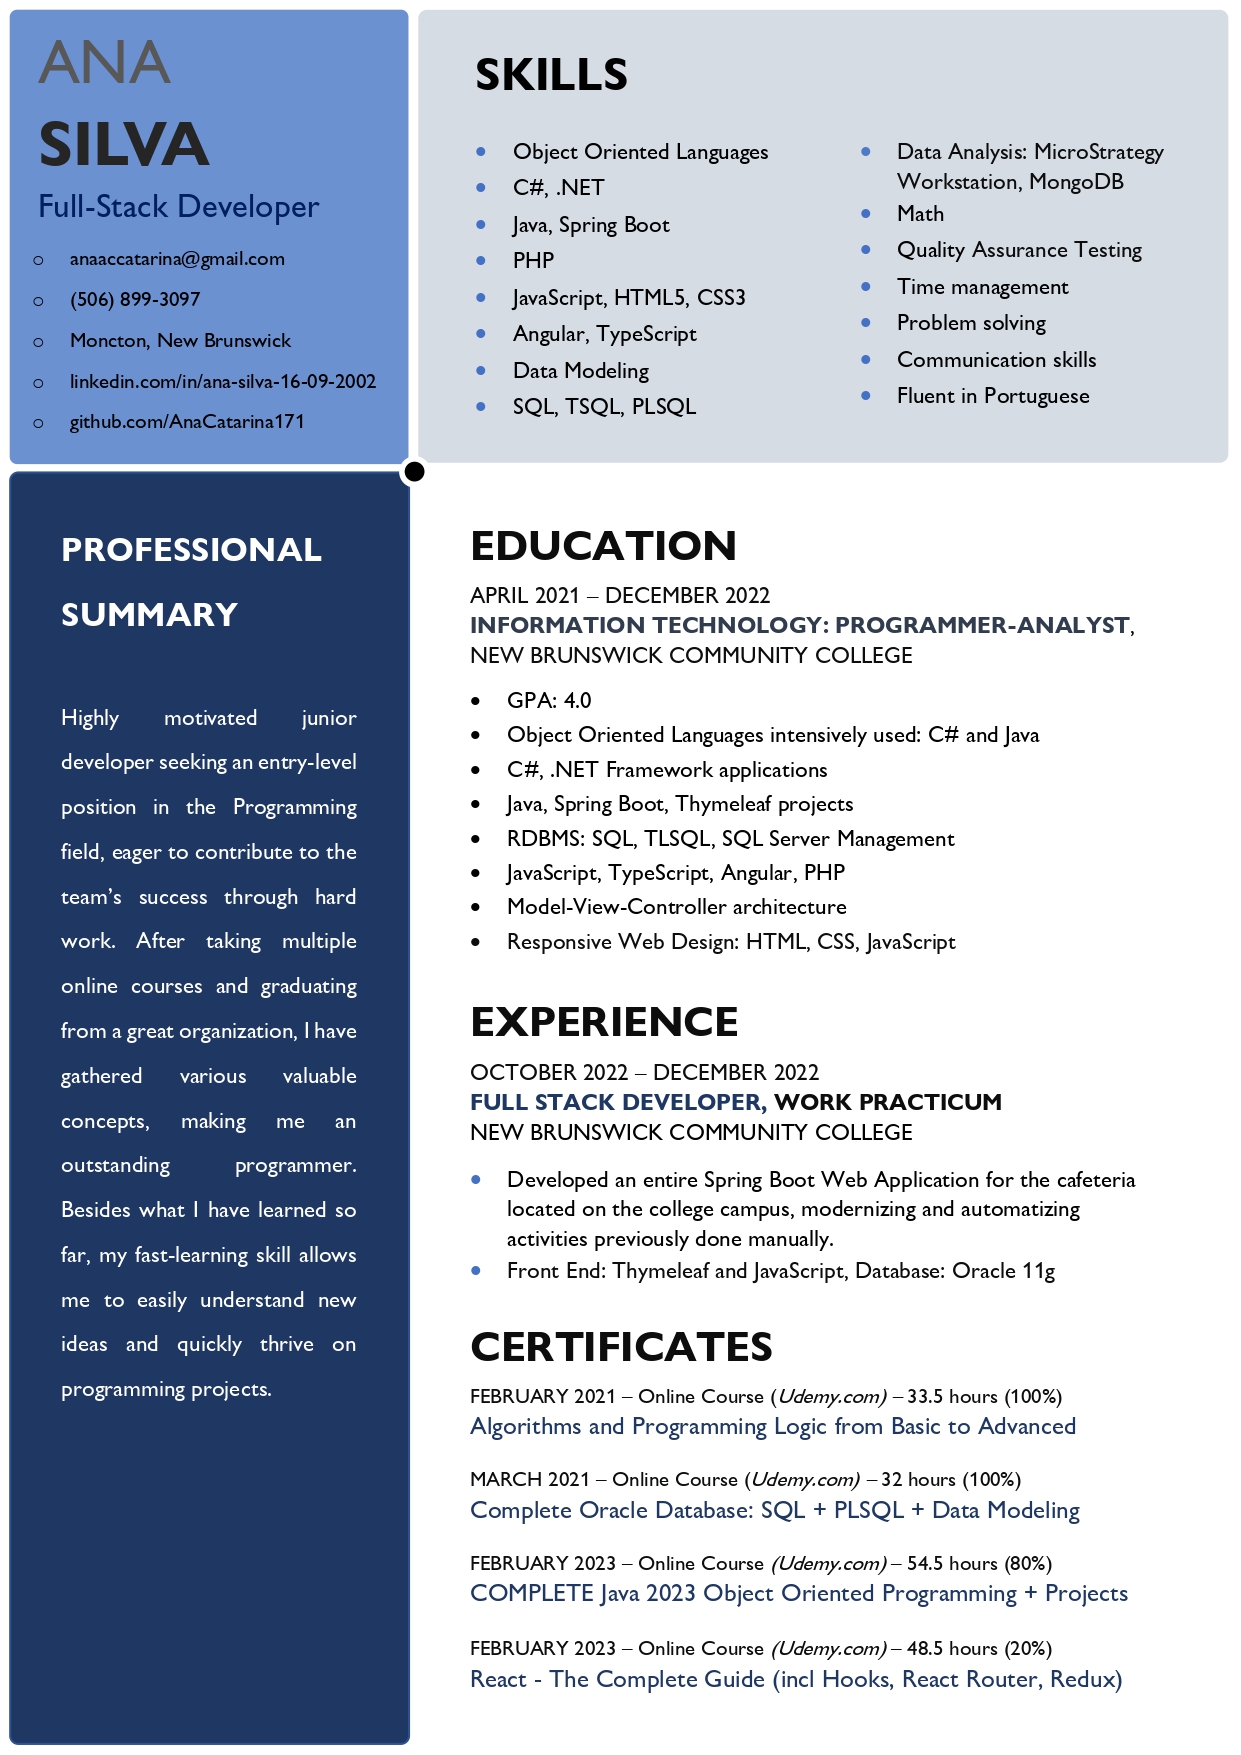 ANA
SILVA
Full-Stack Developer
o anaaccatarina@gmail.com
o (506) 899-3097
o Moncton, New Brunswick
o linkedin.com/in/ana-silva-16-09-2002
o github.com/AnaCatarina171
SKILLS
• Object Oriented Languages
• C#, .NET
• Java, Spring Boot
• PHP
• JavaScript, HTML5, CSS3
• Angular, TypeScript
• Data Modeling
• SQL, TSQL, PLSQL
• Data Analysis: MicroStrategy
Workstation, MongoDB
• Math
• Quality Assurance Testing
• Time management
• Problem solving
• Communication skills
• Fluent in Portuguese
PROFESSIONAL
SUMMARY
Highly motivated junior
developer seeking an entry-level
position in the Programming
field, eager to contribute to the
team’s success through hard
work. After taking multiple
online courses and graduating
from a great organization, I have
gathered various valuable
concepts, making me an
outstanding programmer.
Besides what I have learned so
far, my fast-learning skill allows
me to easily understand new
ideas and quickly thrive on
programming projects.
EDUCATION
APRIL 2021 – DECEMBER 2022
INFORMATION TECHNOLOGY: PROGRAMMER-ANALYST,
NEW BRUNSWICK COMMUNITY COLLEGE
• GPA: 4.0
• Object Oriented Languages intensively used: C# and Java
• C#, .NET Framework applications
• Java, Spring Boot, Thymeleaf projects
• RDBMS: SQL, TLSQL, SQL Server Management
• JavaScript, TypeScript, Angular, PHP
• Model-View-Controller architecture
• Responsive Web Design: HTML, CSS, JavaScript
EXPERIENCE
OCTOBER 2022 – DECEMBER 2022
FULL STACK DEVELOPER, WORK PRACTICUM
NEW BRUNSWICK COMMUNITY COLLEGE
• Developed an entire Spring Boot Web Application for the cafeteria
located on the college campus, modernizing and automatizing
activities previously done manually.
• Front End: Thymeleaf and JavaScript, Database: Oracle 11g
CERTIFICATES
FEBRUARY 2021 – Online Course (Udemy.com) – 33.5 hours (100%)
Algorithms and Programming Logic from Basic to Advanced
MARCH 2021 – Online Course (Udemy.com) – 32 hours (100%)
Complete Oracle Database: SQL + PLSQL + Data Modeling
FEBRUARY 2023 – Online Course (Udemy.com) – 54.5 hours (80%)
COMPLETE Java 2023 Object Oriented Programming + Projects
FEBRUARY 2023 – Online Course (Udemy.com) – 48.5 hours (20%)
React - The Complete Guide (incl Hooks, React Router, Redux)